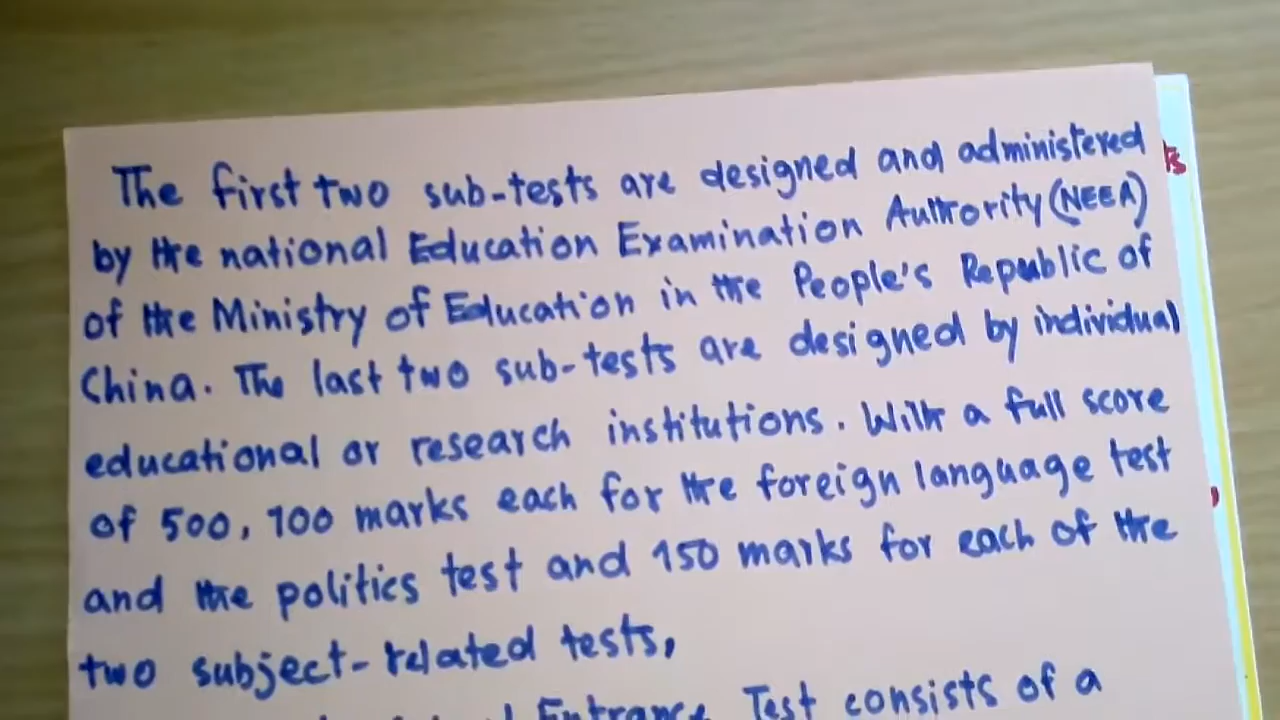 The first two sub-tests are designed and administered
by the national Education Examination Authority (NEEA)
of the Ministry of Education in the People's Republic of
China. The last two sub-tests are designed by individual
educational or research institutions. With a full score
of 500, 100 marks each for the foreign language test
and the politics test and 150 marks for each of the
two subject-related tests,
Entrance Test consists of a